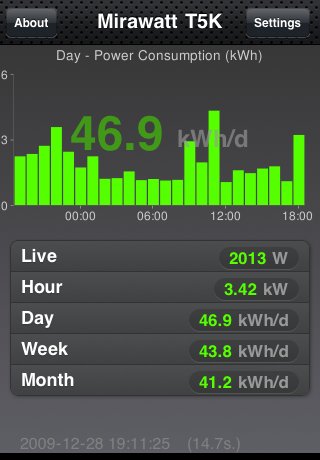 About Mirawatt T5K Settings
Day - Power Consumption (kWh)
6
46.9 kWh/d
3
0
00:00 06:00 12:00 18:00
Live 2013 W
Hour 3.42 kW
Day 46.9 kWh/d
Week 43.8 kWh/d
Month 41.2 kWh/d
2009-12-28 19:11:25 (14.7s.)